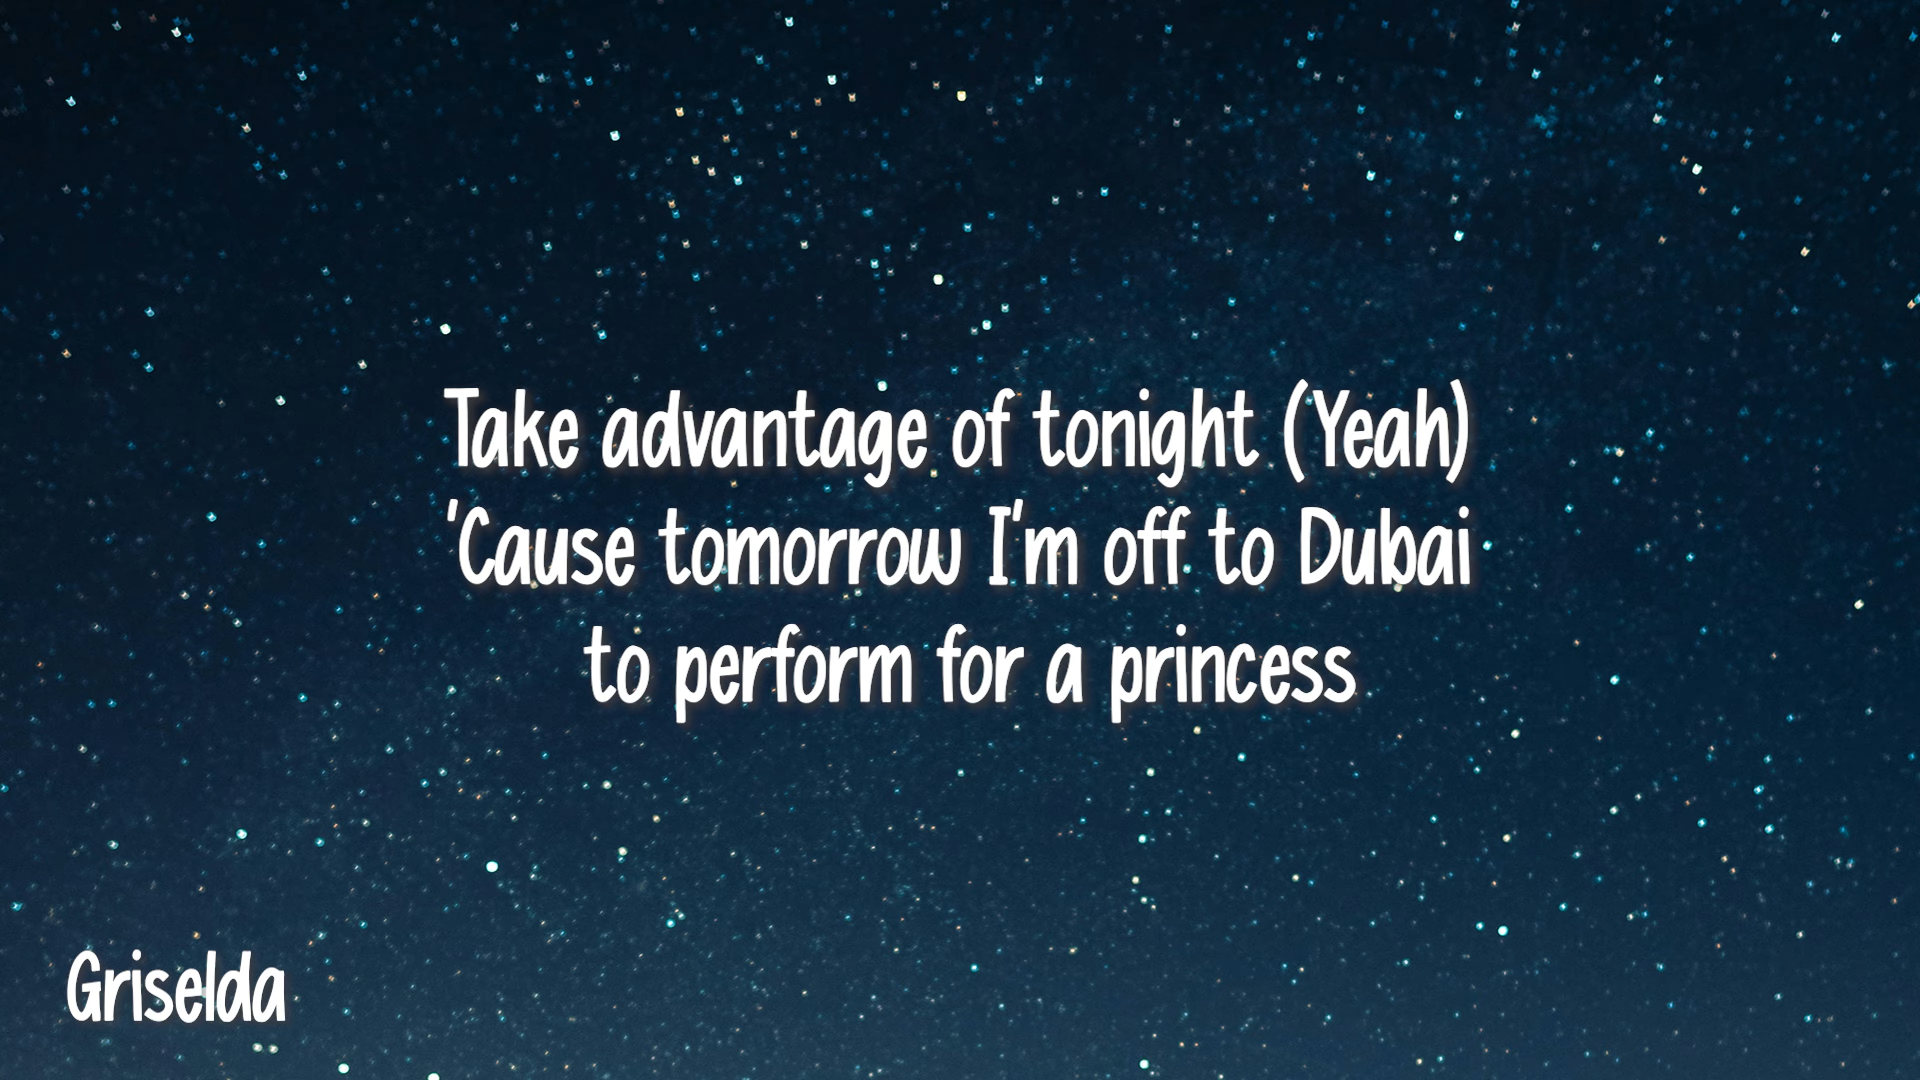 Take advantage of tonight (Yeah)
'Cause tomorrow I'm off to Dubai
to perform for a princess
Griselda